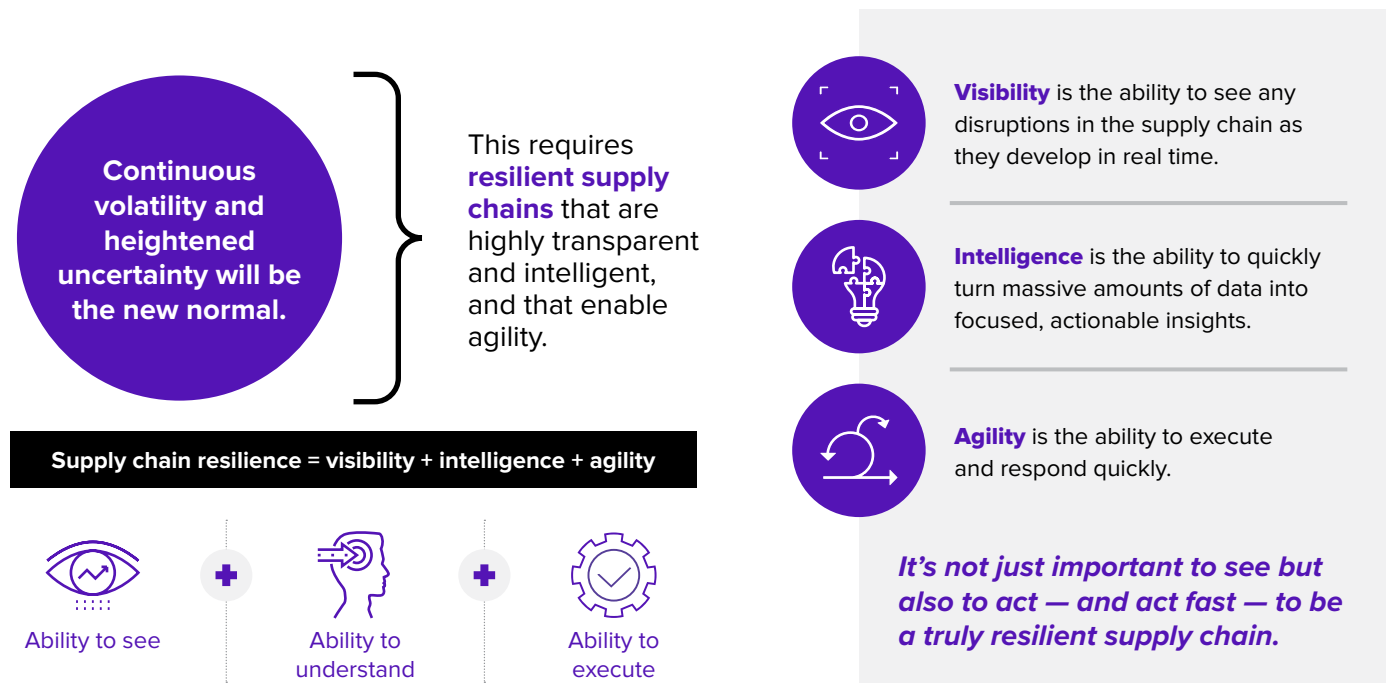 Continuous
volatility and
heightened
uncertainty will be
the new normal.
This requires
resilient supply
chains that are
highly transparent
and intelligent,
and that enable
agility.
Supply chain resilience = visibility + intelligence + agility
Ability to see
Ability to
understand
Ability to
execute
Visibility is the ability to see any
disruptions in the supply chain as
they develop in real time.
Intelligence is the ability to quickly
turn massive amounts of data into
focused, actionable insights.
Agility is the ability to execute
and respond quickly.
It’s not just important to see but
also to act — and act fast — to be
a truly resilient supply chain.